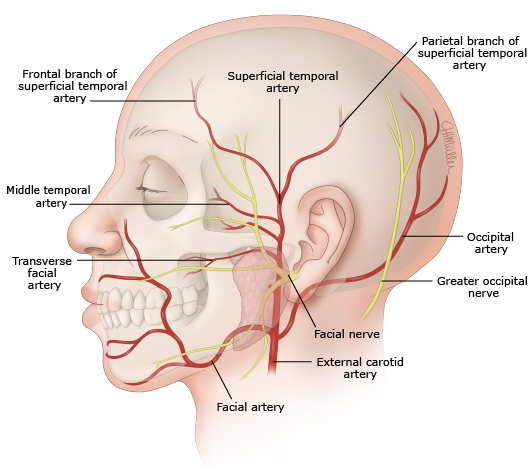 Parietal branch of
superficial temporal
artery
Frontal branch of
superficial temporal
artery
Superficial temporal
artery
Middle temporal
artery
Transverse
facial
artery
Occipital
artery
Greater occipital
nerve
Facial nerve
External carotid
artery
Facial artery